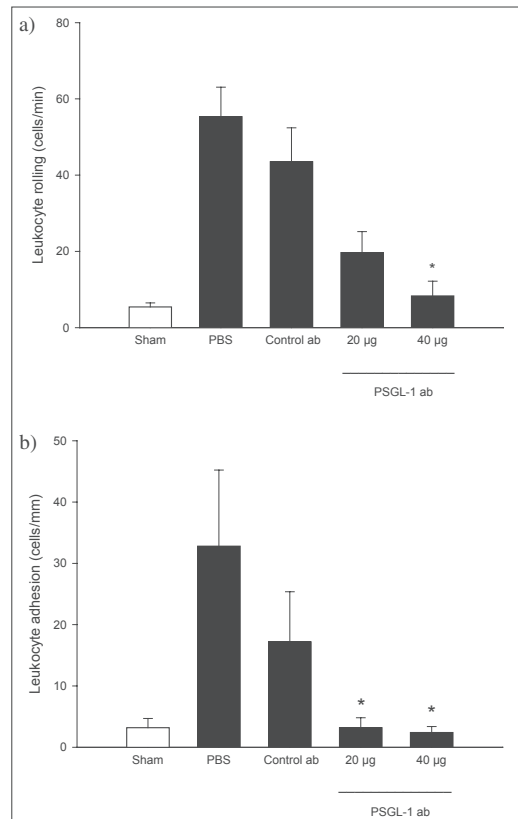 a)
80
60
40
20
0
Leukocyte rolling (cells/min)
*
Sham PBS Control ab 20 µg 40 µg
PSGL-1 ab
b)
50
40
30
20
10
0
Leukocyte adhesion (cells/mm)
* *
Sham PBS Control ab 20 µg 40 µg
PSGL-1 ab